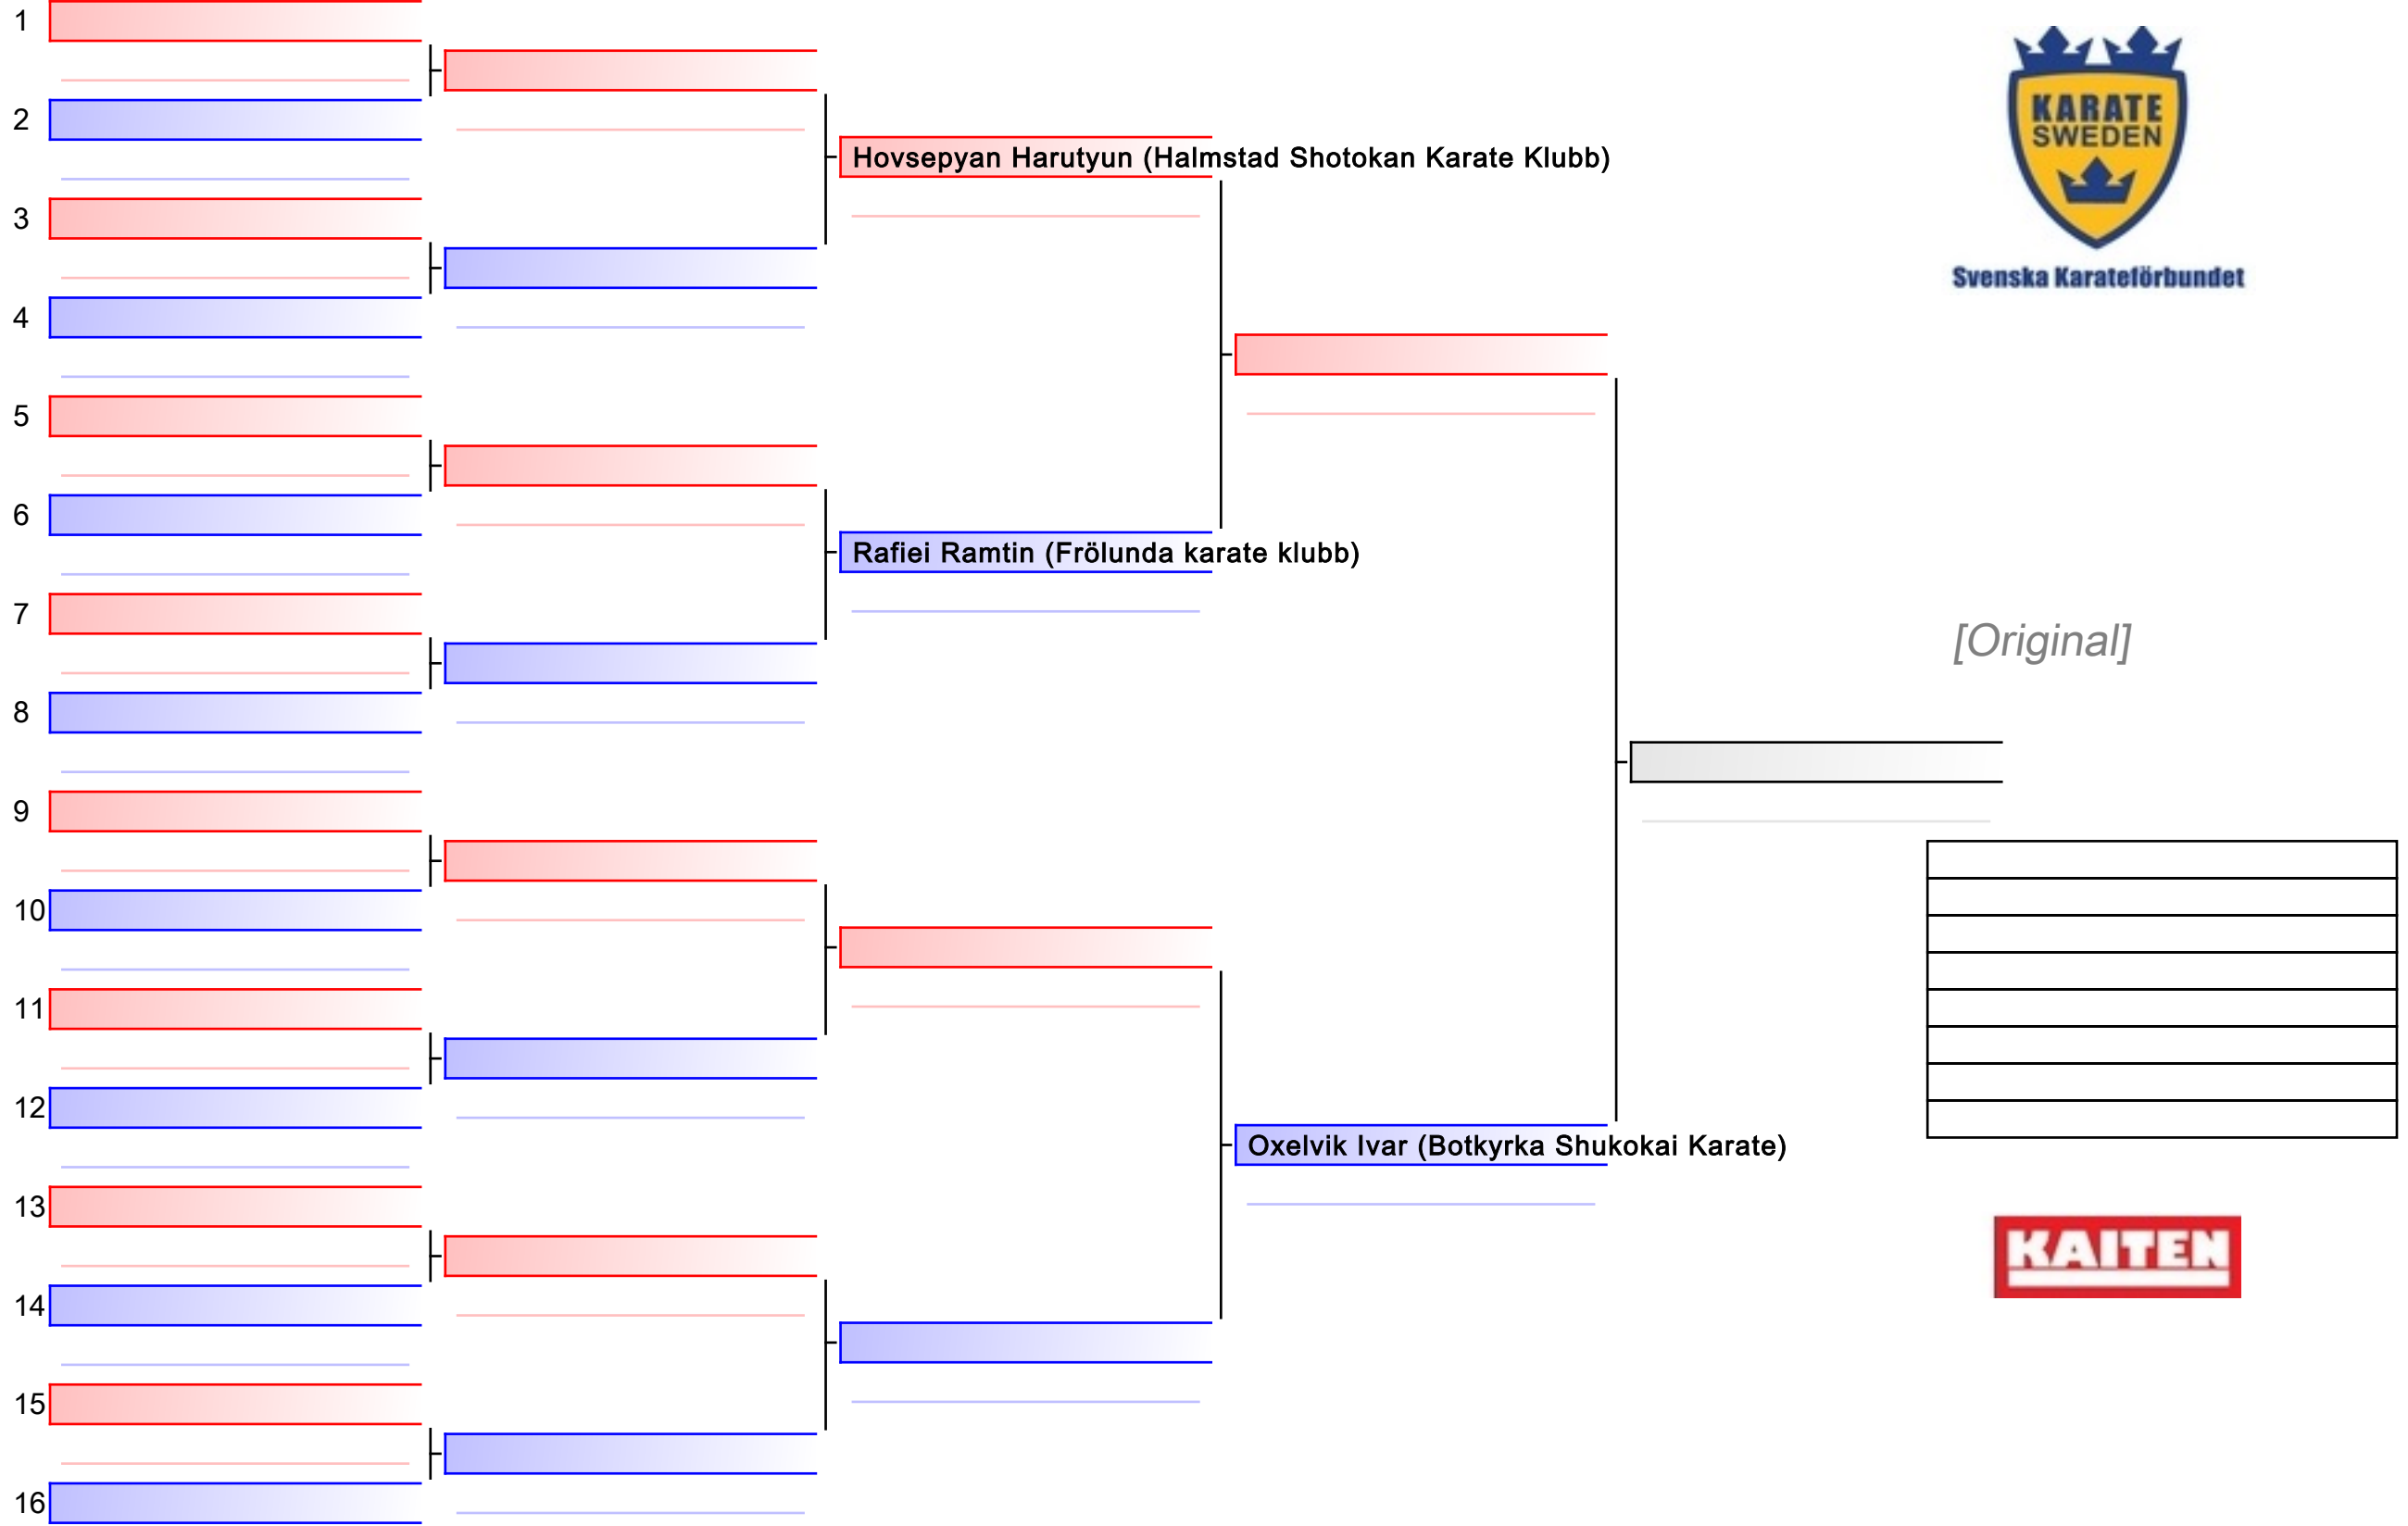 1
2
Hovsepyan Harutyun (Halmstad Shotokan Karate Klubb)
3
4
5
6
Rafiei Ramtin (Frölunda karate klubb)
7
8
9
10
11
12
Oxelvik Ivar (Botkyrka Shukokai Karate)
13
14
15
16
KARATE
SWEDEN
Svenska Karateförbundet
[Original]
KAITEN